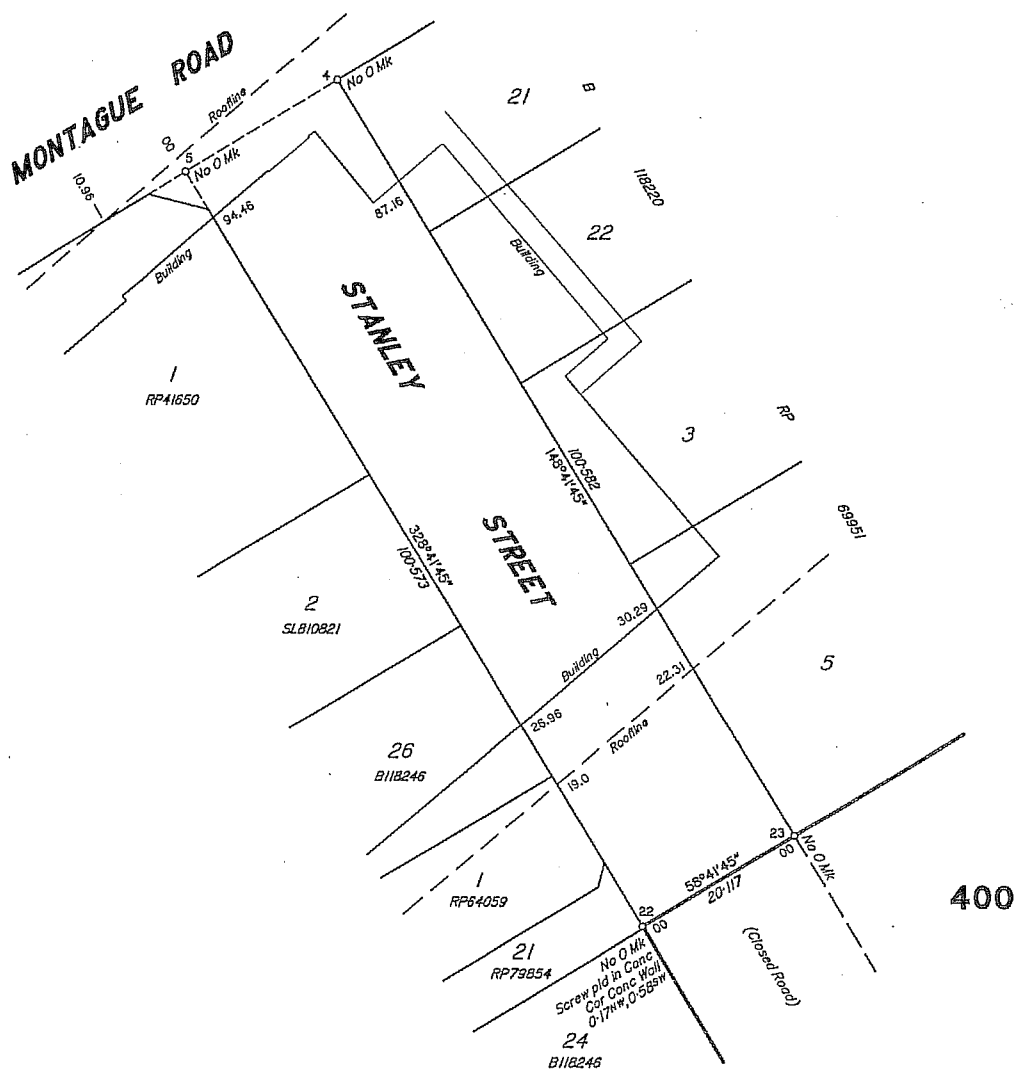 MONTAGUE ROAD
Roofline
4
No O Mk
21
B
00
5
No O Mk
10.96
94.46
87.16
118220
22
Building
Building
STANLEY
1
RP41650
3
RP
100·582
148°41'45"
69951
328°41'45"
100·573
STREET
2
SL810821
30.29
Building
22.31
5
26
B118246
25.96
Roofline
19.0
1
RP64059
23
00
No O Mk
58°41'45"
20·117
400
22
00
21
RP79854
No O Mk
Screw pld in Conc
Cor Conc Wall
0·17NW,0·58SW
(Closed Road)
24
B118246